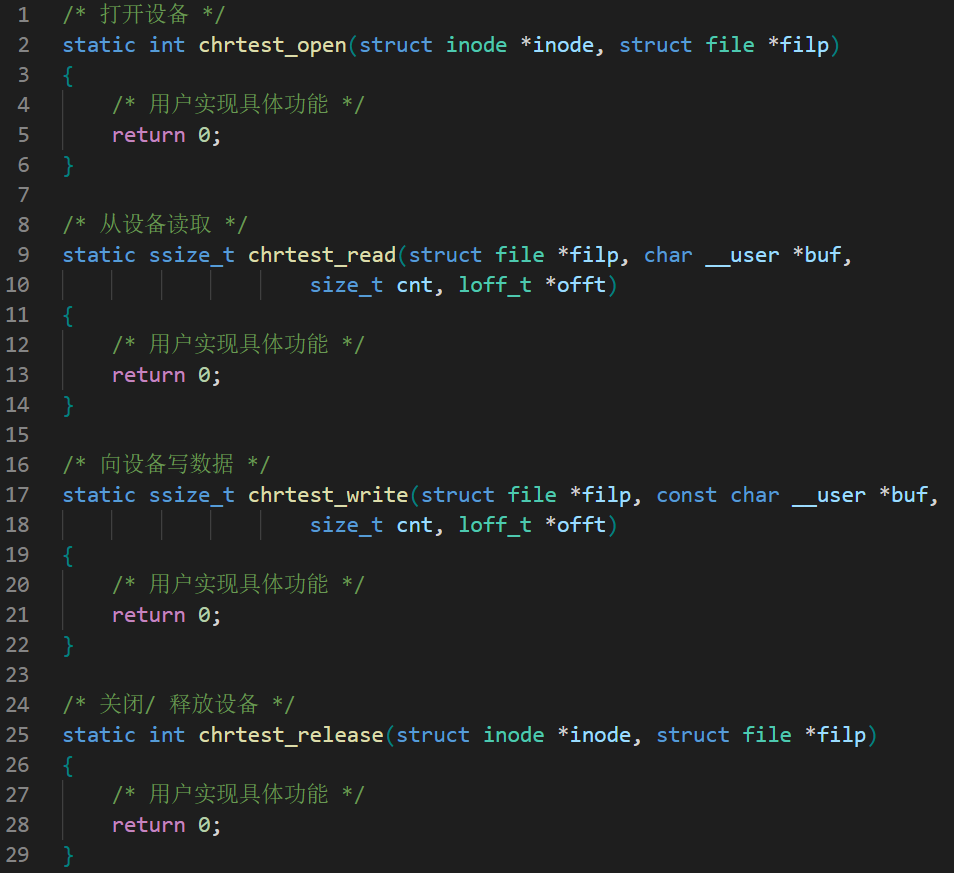 1 /* 打开设备 */
2 static int chrtest_open(struct inode *inode, struct file *filp)
3 {
4     /* 用户实现具体功能 */
5     return 0;
6 }
7
8 /* 从设备读取 */
9 static ssize_t chrtest_read(struct file *filp, char __user *buf,
10                     size_t cnt, loff_t *offt)
11 {
12     /* 用户实现具体功能 */
13     return 0;
14 }
15
16 /* 向设备写数据 */
17 static ssize_t chrtest_write(struct file *filp, const char __user *buf,
18                     size_t cnt, loff_t *offt)
19 {
20     /* 用户实现具体功能 */
21     return 0;
22 }
23
24 /* 关闭/ 释放设备 */
25 static int chrtest_release(struct inode *inode, struct file *filp)
26 {
27     /* 用户实现具体功能 */
28     return 0;
29 }